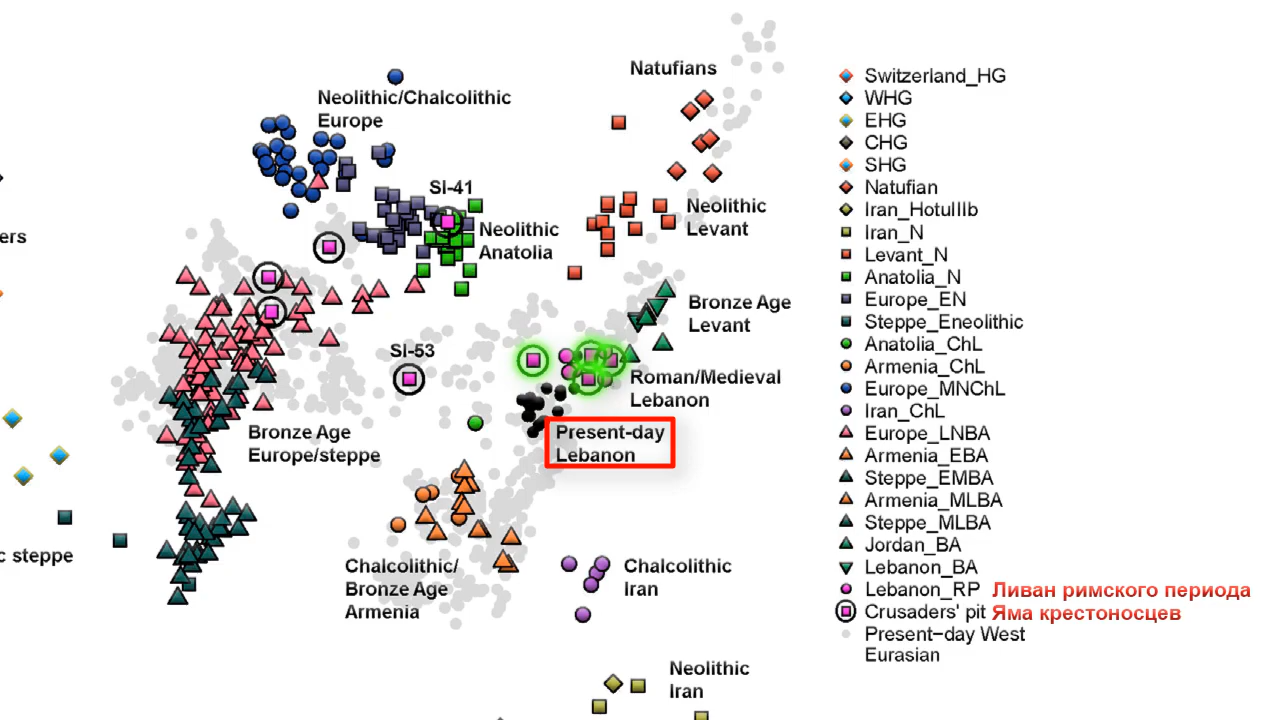 Natufians
Neolithic/Chalcolithic
Europe
SI-41
ers
Neolithic
Anatolia
Neolithic
Levant
Bronze Age
Levant
SI-53
Roman/Medieval
Lebanon
Present-day
Lebanon
Bronze Age
Europe/steppe
c steppe
Chalcolithic/
Bronze Age
Armenia
Chalcolithic
Iran
Neolithic
Iran
Switzerland_HG
WHG
EHG
CHG
SHG
Natufian
Iran_HotuIIIb
Iran_N
Levant_N
Anatolia_N
Europe_EN
Steppe_Eneolithic
Anatolia_ChL
Armenia_ChL
Europe_MNChL
Iran_ChL
Europe_LNBA
Armenia_EBA
Steppe_EMBA
Armenia_MLBA
Steppe_MLBA
Jordan_BA
Lebanon_BA
Lebanon_RP Ливан римского периода
Crusaders' pit Яма крестоносцев
Present−day West
Eurasian